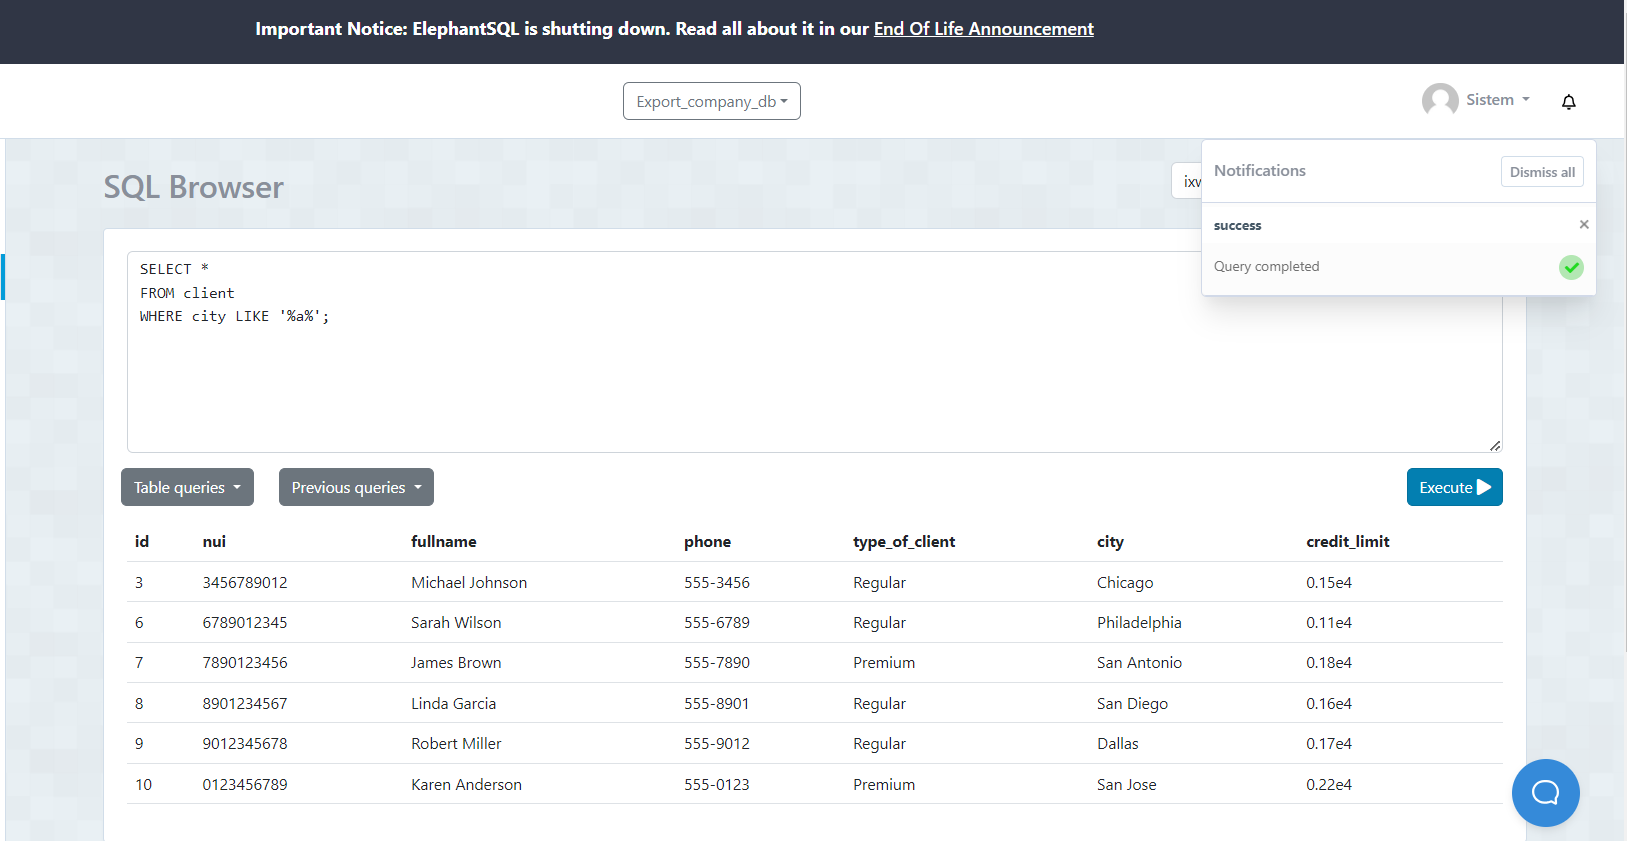 Important Notice: ElephantSQL is shutting down. Read all about it in our End Of Life Announcement
Export_company_db
Sistem
SQL Browser
Notifications
Dismiss all
success
×
Query completed
SELECT *
FROM client
WHERE city LIKE '%a%';
Table queries
Previous queries
Execute
id nui fullname phone type_of_client city credit_limit
3 3456789012 Michael Johnson 555-3456 Regular Chicago 0.15e4
6 6789012345 Sarah Wilson 555-6789 Regular Philadelphia 0.11e4
7 7890123456 James Brown 555-7890 Premium San Antonio 0.18e4
8 8901234567 Linda Garcia 555-8901 Regular San Diego 0.16e4
9 9012345678 Robert Miller 555-9012 Regular Dallas 0.17e4
10 0123456789 Karen Anderson 555-0123 Premium San Jose 0.22e4